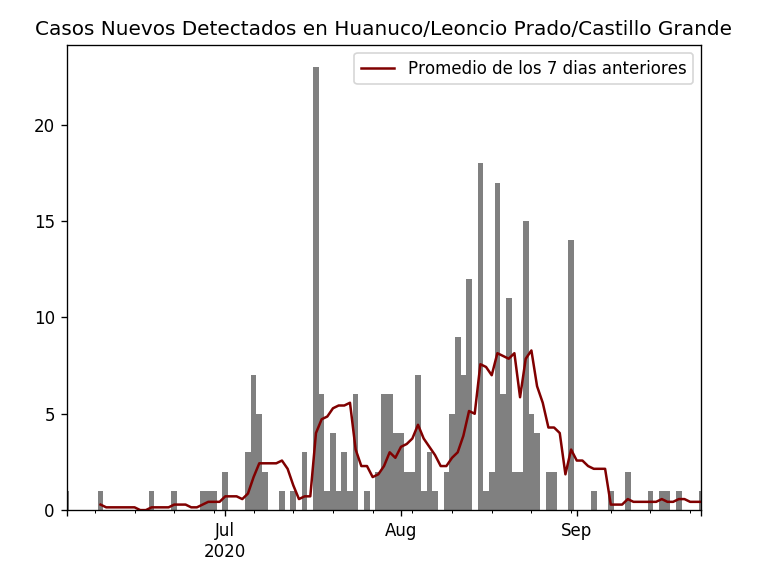 Casos Nuevos Detectados en Huanuco/Leoncio Prado/Castillo Grande
Promedio de los 7 dias anteriores
20
15
10
5
0
Jul
2020
Aug
Sep